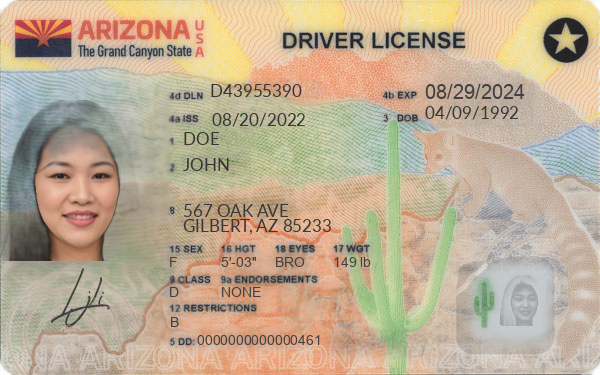 ARIZONA USA
The Grand Canyon State
DRIVER LICENSE
4d DLN D43955390
4b EXP 08/29/2024
4a ISS 08/20/2022
3 DOB 04/09/1992
1 DOE
2 JOHN
8 567 OAK AVE
GILBERT, AZ 85233
15 SEX 16 HGT 18 EYES 17 WGT
F 5'-03" BRO 149 lb
9 CLASS 9a ENDORSEMENTS
D NONE
12 RESTRICTIONS
B
5 DD: 0000000000000461
ARIZONA ARIZONA ARIZONA ARIZONA